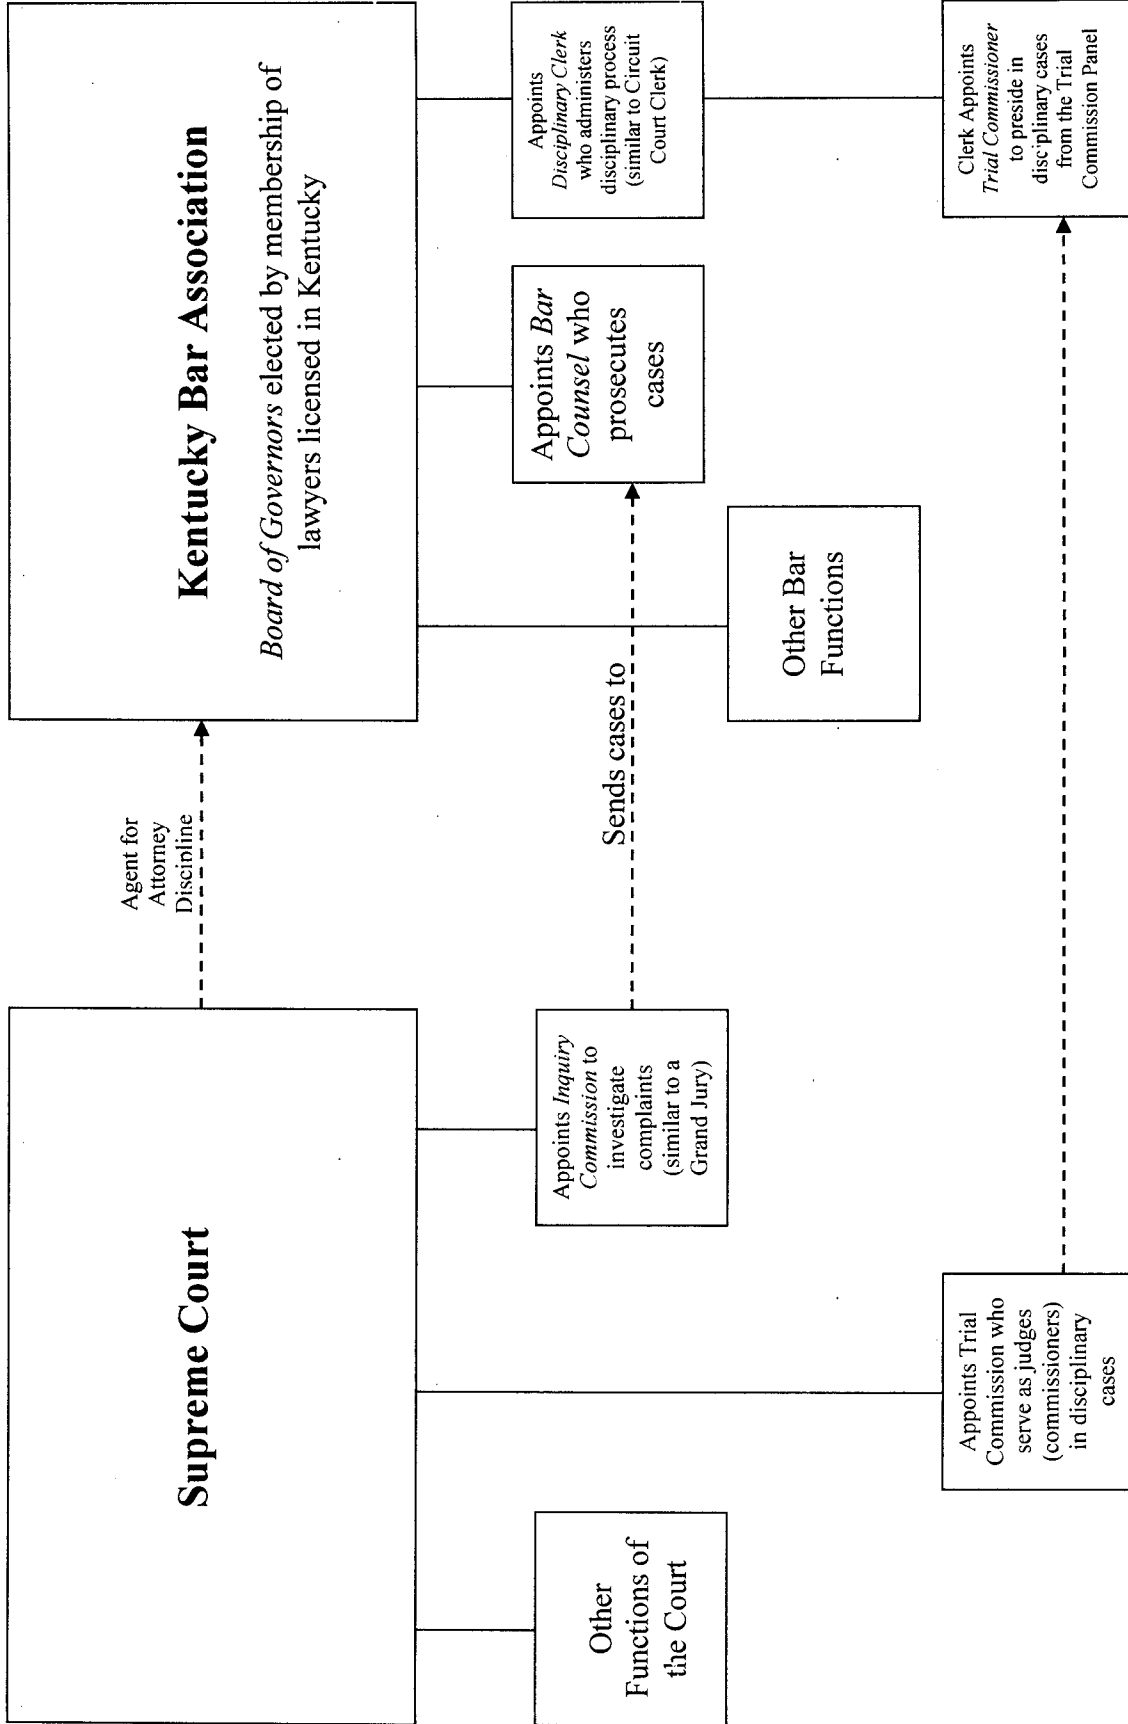 Supreme Court
Agent for
Attorney
Discipline
Kentucky Bar Association
Board of Governors elected by membership of
lawyers licensed in Kentucky
Other
Functions of
the Court
Appoints Inquiry
Commission to
investigate
complaints
(similar to a
Grand Jury)
Sends cases to
Other Bar
Functions
Appoints Bar
Counsel who
prosecutes
cases
Appoints
Disciplinary Clerk
who administers
disciplinary process
(similar to Circuit
Court Clerk)
Appoints Trial
Commission who
serve as judges
(commissioners)
in disciplinary
cases
Clerk Appoints
Trial Commissioner
to preside in
disciplinary cases
from the Trial
Commission Panel